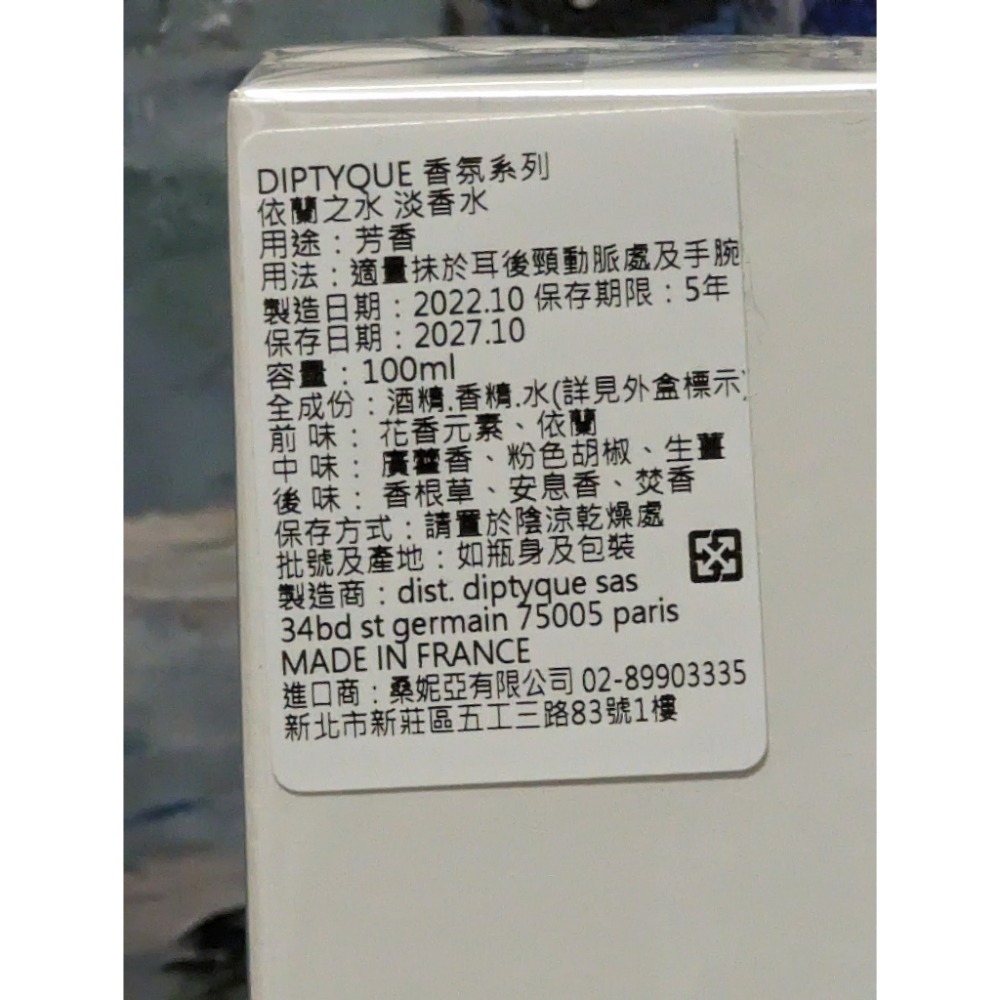 DIPTYQUE 香氛系列
依蘭之水 淡香水
用途：芳香
用法：適量抹於耳後頸動脈處及手腕
製造日期：2022.10 保存期限：5年
保存日期：2027.10
容量：100ml
全成份：酒精.香精.水(詳見外盒標示)
前 味： 花香元素、依蘭
中 味： 廣藿香、粉色胡椒、生薑
後 味： 香根草、安息香、焚香
保存方式：請置於陰涼乾燥處
批號及產地：如瓶身及包裝
製造商：dist. diptyque sas
34bd st germain 75005 paris
MADE IN FRANCE
進口商：桑妮亞有限公司 02-89903335
新北市新莊區五工三路83號1樓